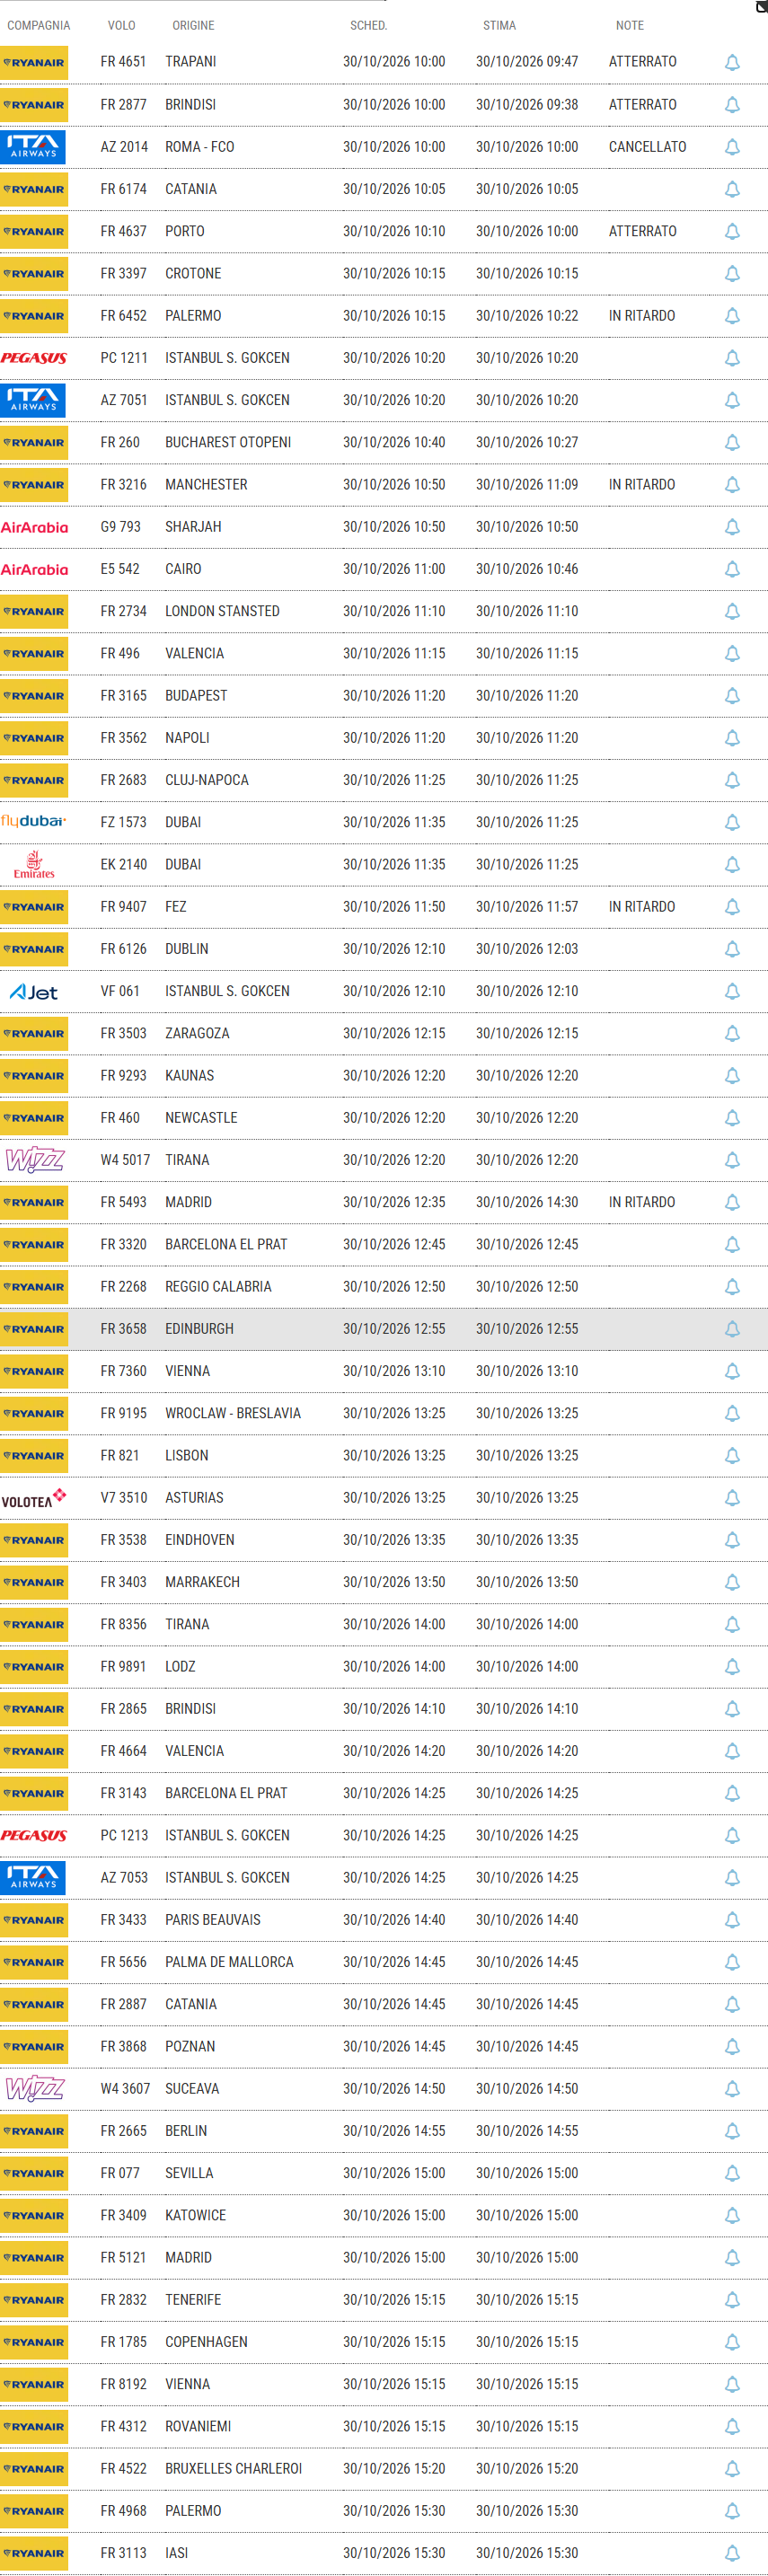 COMPAGNIA VOLO ORIGINE SCHED. STIMA NOTE
RYANAIR FR 4651 TRAPANI 30/10/2026 10:00 30/10/2026 09:47 ATTERRATO
RYANAIR FR 2877 BRINDISI 30/10/2026 10:00 30/10/2026 09:38 ATTERRATO
ITA AIRWAYS AZ 2014 ROMA - FCO 30/10/2026 10:00 30/10/2026 10:00 CANCELLATO
RYANAIR FR 6174 CATANIA 30/10/2026 10:05 30/10/2026 10:05
RYANAIR FR 4637 PORTO 30/10/2026 10:10 30/10/2026 10:00 ATTERRATO
RYANAIR FR 3397 CROTONE 30/10/2026 10:15 30/10/2026 10:15
RYANAIR FR 6452 PALERMO 30/10/2026 10:15 30/10/2026 10:22 IN RITARDO
PEGASUS PC 1211 ISTANBUL S. GOKCEN 30/10/2026 10:20 30/10/2026 10:20
ITA AIRWAYS AZ 7051 ISTANBUL S. GOKCEN 30/10/2026 10:20 30/10/2026 10:20
RYANAIR FR 260 BUCHAREST OTOPENI 30/10/2026 10:40 30/10/2026 10:27
RYANAIR FR 3216 MANCHESTER 30/10/2026 10:50 30/10/2026 11:09 IN RITARDO
AirArabia G9 793 SHARJAH 30/10/2026 10:50 30/10/2026 10:50
AirArabia E5 542 CAIRO 30/10/2026 11:00 30/10/2026 10:46
RYANAIR FR 2734 LONDON STANSTED 30/10/2026 11:10 30/10/2026 11:10
RYANAIR FR 496 VALENCIA 30/10/2026 11:15 30/10/2026 11:15
RYANAIR FR 3165 BUDAPEST 30/10/2026 11:20 30/10/2026 11:20
RYANAIR FR 3562 NAPOLI 30/10/2026 11:20 30/10/2026 11:20
RYANAIR FR 2683 CLUJ-NAPOCA 30/10/2026 11:25 30/10/2026 11:25
flydubai FZ 1573 DUBAI 30/10/2026 11:35 30/10/2026 11:25
Emirates EK 2140 DUBAI 30/10/2026 11:35 30/10/2026 11:25
RYANAIR FR 9407 FEZ 30/10/2026 11:50 30/10/2026 11:57 IN RITARDO
RYANAIR FR 6126 DUBLIN 30/10/2026 12:10 30/10/2026 12:03
AJet VF 061 ISTANBUL S. GOKCEN 30/10/2026 12:10 30/10/2026 12:10
RYANAIR FR 3503 ZARAGOZA 30/10/2026 12:15 30/10/2026 12:15
RYANAIR FR 9293 KAUNAS 30/10/2026 12:20 30/10/2026 12:20
RYANAIR FR 460 NEWCASTLE 30/10/2026 12:20 30/10/2026 12:20
WIZZ W4 5017 TIRANA 30/10/2026 12:20 30/10/2026 12:20
RYANAIR FR 5493 MADRID 30/10/2026 12:35 30/10/2026 14:30 IN RITARDO
RYANAIR FR 3320 BARCELONA EL PRAT 30/10/2026 12:45 30/10/2026 12:45
RYANAIR FR 2268 REGGIO CALABRIA 30/10/2026 12:50 30/10/2026 12:50
RYANAIR FR 3658 EDINBURGH 30/10/2026 12:55 30/10/2026 12:55
RYANAIR FR 7360 VIENNA 30/10/2026 13:10 30/10/2026 13:10
RYANAIR FR 9195 WROCLAW - BRESLAVIA 30/10/2026 13:25 30/10/2026 13:25
RYANAIR FR 821 LISBON 30/10/2026 13:25 30/10/2026 13:25
VOLOTEA V7 3510 ASTURIAS 30/10/2026 13:25 30/10/2026 13:25
RYANAIR FR 3538 EINDHOVEN 30/10/2026 13:35 30/10/2026 13:35
RYANAIR FR 3403 MARRAKECH 30/10/2026 13:50 30/10/2026 13:50
RYANAIR FR 8356 TIRANA 30/10/2026 14:00 30/10/2026 14:00
RYANAIR FR 9891 LODZ 30/10/2026 14:00 30/10/2026 14:00
RYANAIR FR 2865 BRINDISI 30/10/2026 14:10 30/10/2026 14:10
RYANAIR FR 4664 VALENCIA 30/10/2026 14:20 30/10/2026 14:20
RYANAIR FR 3143 BARCELONA EL PRAT 30/10/2026 14:25 30/10/2026 14:25
PEGASUS PC 1213 ISTANBUL S. GOKCEN 30/10/2026 14:25 30/10/2026 14:25
ITA AIRWAYS AZ 7053 ISTANBUL S. GOKCEN 30/10/2026 14:25 30/10/2026 14:25
RYANAIR FR 3433 PARIS BEAUVAIS 30/10/2026 14:40 30/10/2026 14:40
RYANAIR FR 5656 PALMA DE MALLORCA 30/10/2026 14:45 30/10/2026 14:45
RYANAIR FR 2887 CATANIA 30/10/2026 14:45 30/10/2026 14:45
RYANAIR FR 3868 POZNAN 30/10/2026 14:45 30/10/2026 14:45
WIZZ W4 3607 SUCEAVA 30/10/2026 14:50 30/10/2026 14:50
RYANAIR FR 2665 BERLIN 30/10/2026 14:55 30/10/2026 14:55
RYANAIR FR 077 SEVILLA 30/10/2026 15:00 30/10/2026 15:00
RYANAIR FR 3409 KATOWICE 30/10/2026 15:00 30/10/2026 15:00
RYANAIR FR 5121 MADRID 30/10/2026 15:00 30/10/2026 15:00
RYANAIR FR 2832 TENERIFE 30/10/2026 15:15 30/10/2026 15:15
RYANAIR FR 1785 COPENHAGEN 30/10/2026 15:15 30/10/2026 15:15
RYANAIR FR 8192 VIENNA 30/10/2026 15:15 30/10/2026 15:15
RYANAIR FR 4312 ROVANIEMI 30/10/2026 15:15 30/10/2026 15:15
RYANAIR FR 4522 BRUXELLES CHARLEROI 30/10/2026 15:20 30/10/2026 15:20
RYANAIR FR 4968 PALERMO 30/10/2026 15:30 30/10/2026 15:30
RYANAIR FR 3113 IASI 30/10/2026 15:30 30/10/2026 15:30